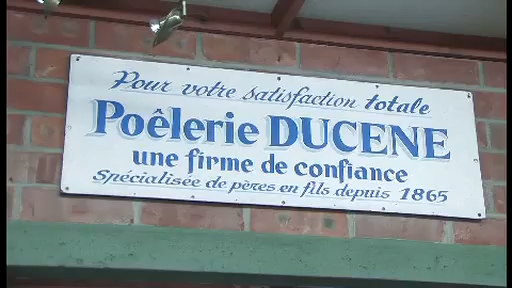 Pour votre satisfaction totale
Poêlerie DUCENE
une firme de confiance
Spécialisée de pères en fils depuis 1865